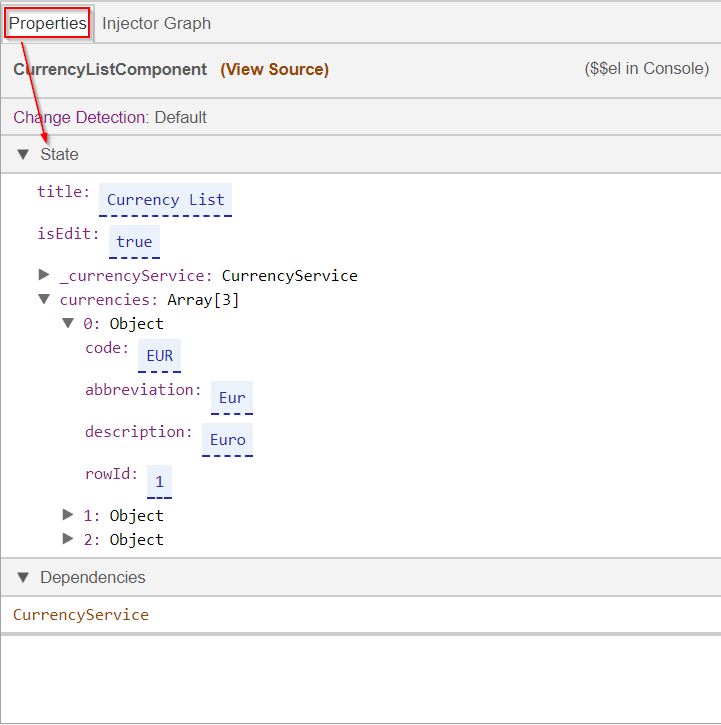 Properties Injector Graph
CurrencyListComponent (View Source) ($$el in Console)
Change Detection: Default
State
title: Currency List
isEdit: true
_currencyService: CurrencyService
currencies: Array[3]
0: Object
code: EUR
abbreviation: Eur
description: Euro
rowId: 1
1: Object
2: Object
Dependencies
CurrencyService